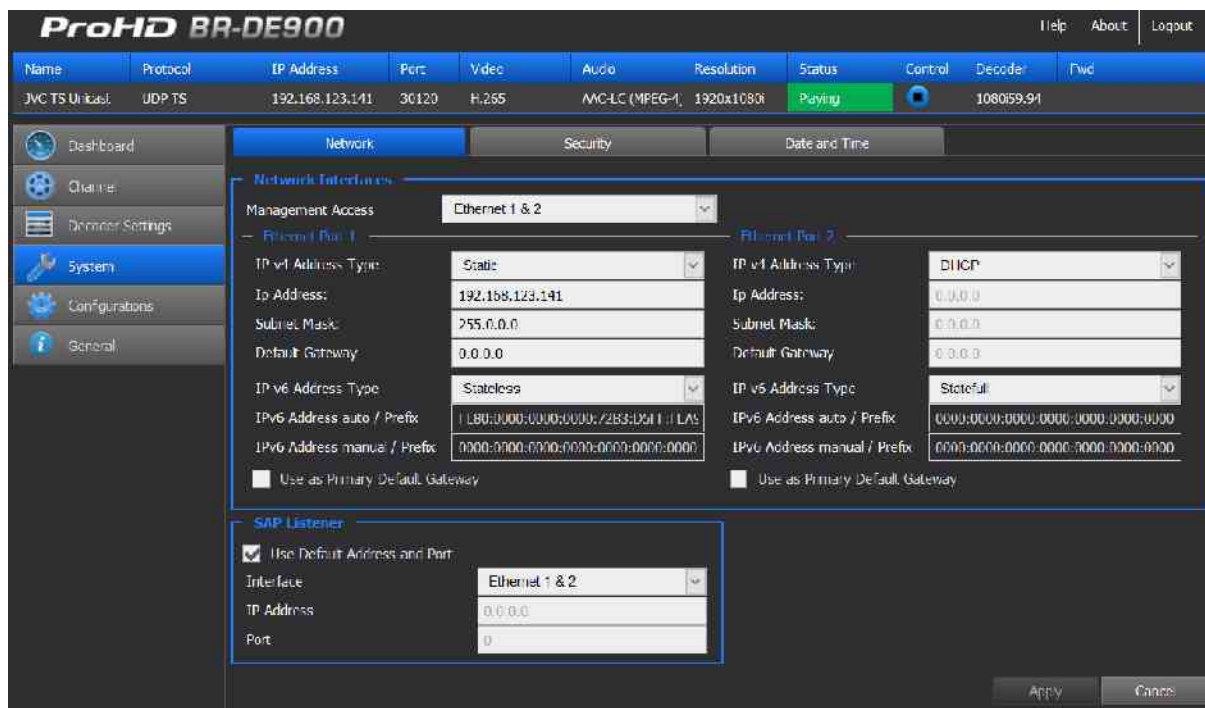 ProHD BR-DE900
Help About Logout
Name Protocol IP Address Port Video Audio Resolution Status Control Decoder Fwd
JVC TS Unicast UDP TS 192.168.123.141 30120 H.265 AAC-LC (MPEG-4) 1920x1080i Playing 1080i59.94
Dashboard
Channel
Decoder Settings
System
Configurations
General
Network Security Date and Time
Network Interfaces
Management Access Ethernet 1 & 2
Ethernet Port 1 Ethernet Port 2
IP v4 Address Type Static IP v4 Address Type DHCP
Ip Address: 192.168.123.141 Ip Address: 0.0.0.0
Subnet Mask: 255.0.0.0 Subnet Mask: 0.0.0.0
Default Gateway 0.0.0.0 Default Gateway 0.0.0.0
IP v6 Address Type Stateless IP v6 Address Type Statefull
IPv6 Address auto / Prefix IPv6 Address auto / Prefix 0000:0000:0000:0000:0000:0000
IPv6 Address manual / Prefix 0000:0000:0000:0000:0000:0000 IPv6 Address manual / Prefix 0000:0000:0000:0000:0000:0000
Use as Primary Default Gateway Use as Primary Default Gateway
SAP Listener
Use Default Address and Port
Interface Ethernet 1 & 2
IP Address 0.0.0.0
Port 0
Apply Cancel